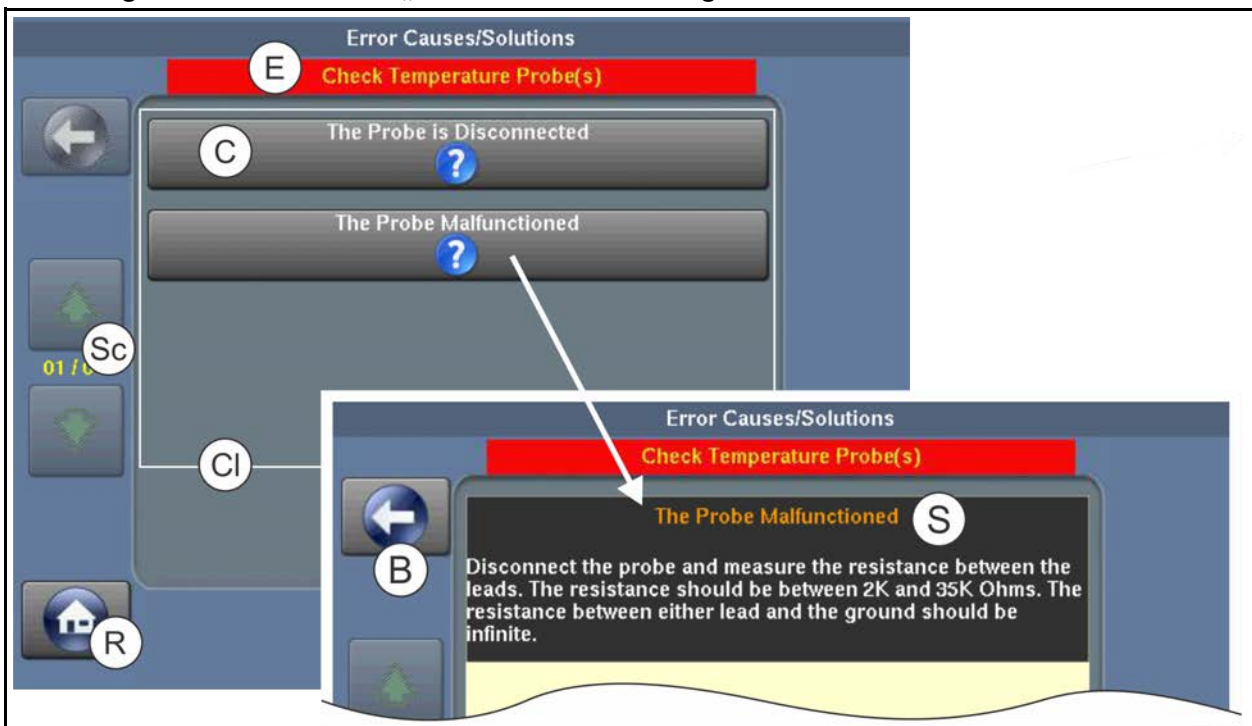 Error Causes/Solutions
E
Check Temperature Probe(s)
C
The Probe is Disconnected
?
The Probe Malfunctioned
?
Sc
01 /
Cl
R
Error Causes/Solutions
Check Temperature Probe(s)
The Probe Malfunctioned
S
B
Disconnect the probe and measure the resistance between the
leads. The resistance should be between 2K and 35K Ohms. The
resistance between either lead and the ground should be
infinite.